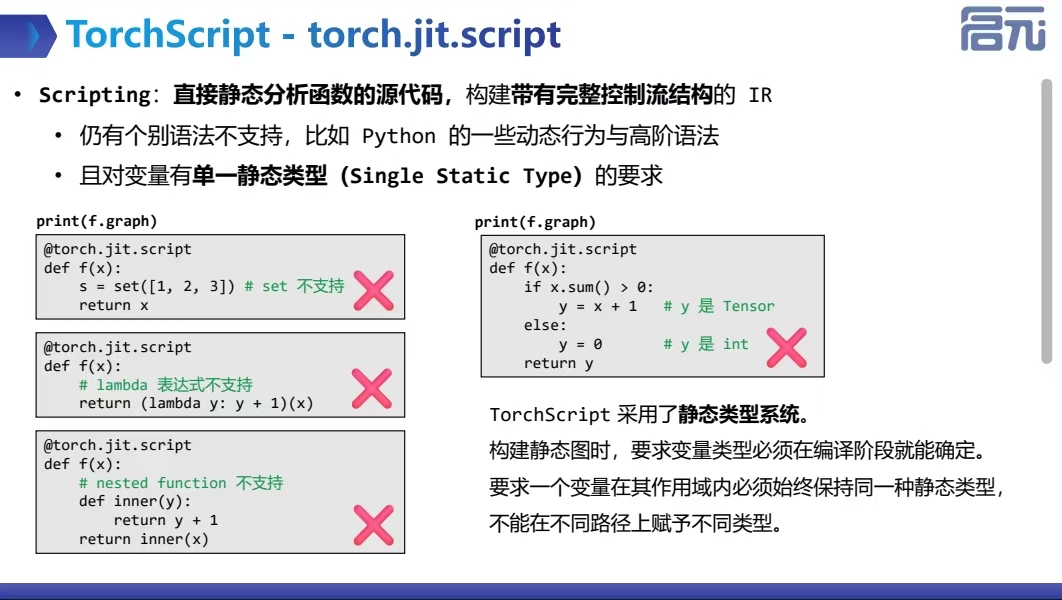 TorchScript - torch.jit.script
启元
• Scripting：直接静态分析函数的源代码，构建带有完整控制流结构的 IR
• 仍有个别语法不支持，比如 Python 的一些动态行为与高阶语法
• 且对变量有单一静态类型（Single Static Type）的要求
print(f.graph)
@torch.jit.script
def f(x):
    s = set([1, 2, 3]) # set 不支持
    return x
@torch.jit.script
def f(x):
    # lambda 表达式不支持
    return (lambda y: y + 1)(x)
@torch.jit.script
def f(x):
    # nested function 不支持
    def inner(y):
        return y + 1
    return inner(x)
print(f.graph)
@torch.jit.script
def f(x):
    if x.sum() > 0:
        y = x + 1   # y 是 Tensor
    else:
        y = 0       # y 是 int
    return y
TorchScript 采用了静态类型系统。
构建静态图时，要求变量类型必须在编译阶段就能确定。
要求一个变量在其作用域内必须始终保持同一种静态类型，
不能在不同路径上赋予不同类型。